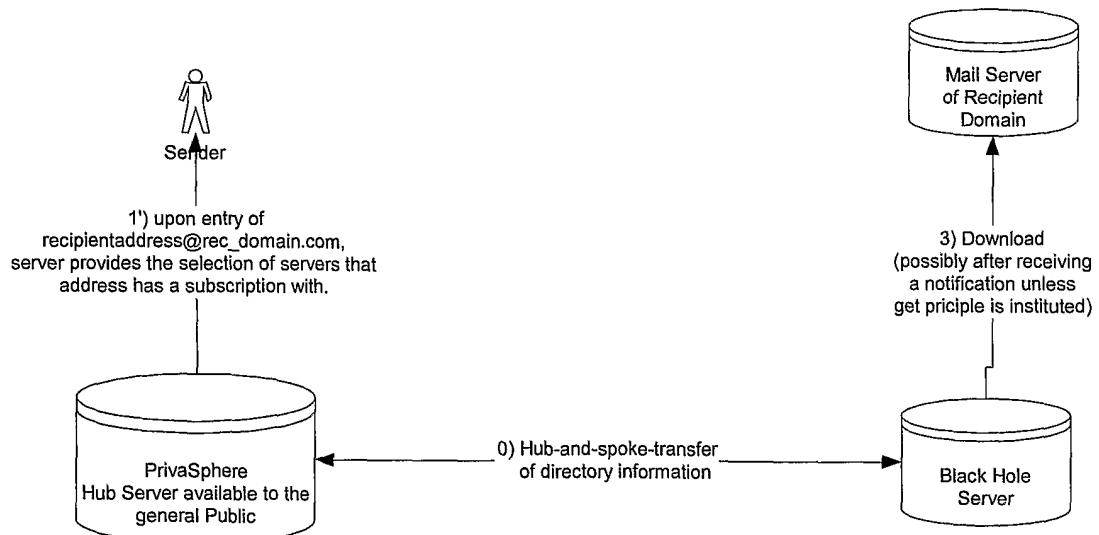 Mail Server
of Recipient
Domain
Sender
1') upon entry of
recipientaddress@rec_domain.com,
server provides the selection of servers that
address has a subscription with.
3) Download
(possibly after receiving
a notification unless
get priciple is instituted)
0) Hub-and-spoke-transfer
of directory information
PrivaSphere
Hub Server available to the
general Public
Black Hole
Server